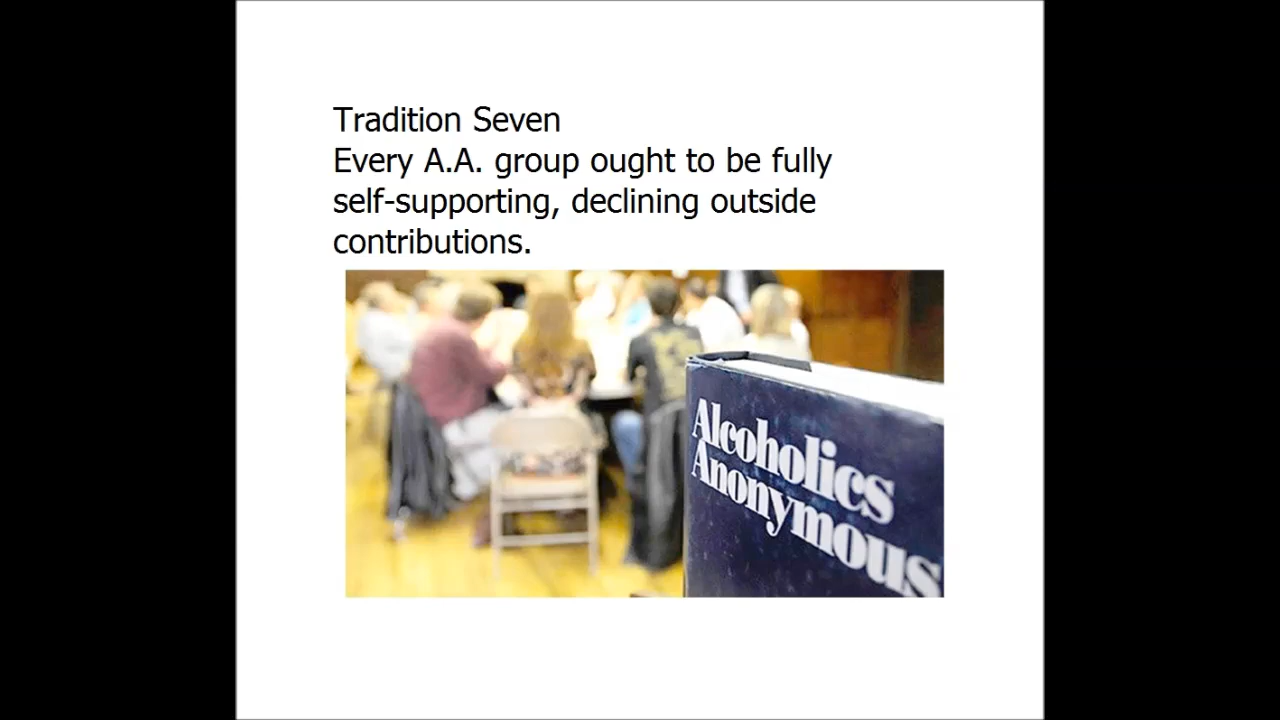 Tradition Seven
Every A.A. group ought to be fully
self-supporting, declining outside
contributions.
Alcoholics
Anonymous